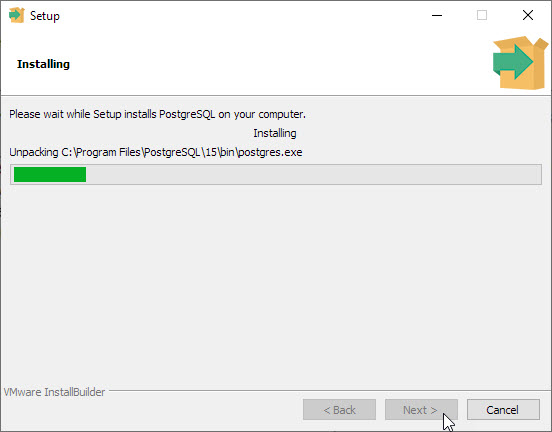 Setup
Installing
Please wait while Setup installs PostgreSQL on your computer.
Installing
Unpacking C:\Program Files\PostgreSQL\15\bin\postgres.exe
VMware InstallBuilder
< Back
Next >
Cancel